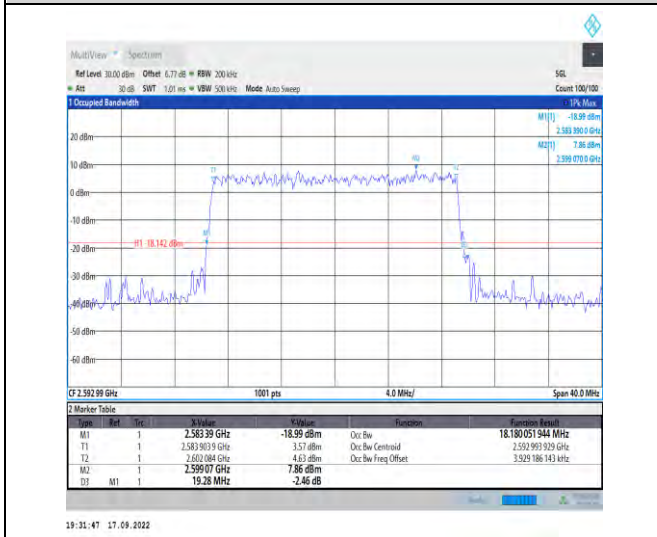 MultiView Spectrum
Ref Level 30.00 dBm Offset 6.77 dB RBW 200 kHz SGL
Att 30 dB SWT 1.01 ms VBW 500 kHz Mode Auto Sweep Count 100/100
1 Occupied Bandwidth 1Pk Max
M1[1] -18.99 dBm
2.583 390 0 GHz
M2[1] 7.86 dBm
2.599 070 0 GHz
20 dBm
10 dBm
T1 M2 T2
0 dBm
-10 dBm
M1
H1 -18.142 dBm
-20 dBm
-30 dBm
-40 dBm
-50 dBm
-60 dBm
CF 2.592 99 GHz 1001 pts 4.0 MHz/ Span 40.0 MHz
2 Marker Table
Type Ref Trc X-Value Y-Value Function Function Result
M1 1 2.583 39 GHz -18.99 dBm Occ Bw 18.180 051 944 MHz
T1 1 2.583 903 9 GHz 3.57 dBm Occ Bw Centroid 2.592 993 929 GHz
T2 1 2.602 084 GHz 4.63 dBm Occ Bw Freq Offset 3.929 186 143 kHz
M2 1 2.599 07 GHz 7.86 dBm
D3 M1 1 19.28 MHz -2.46 dB
19:31:47 17.09.2022